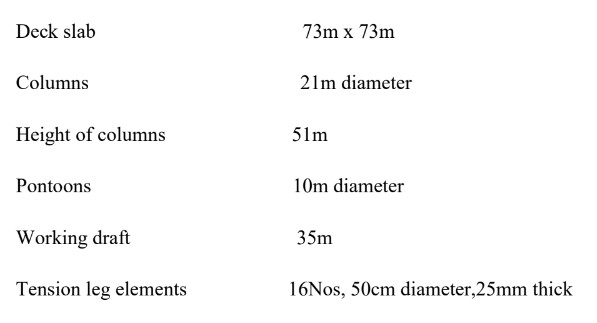 Deck slab 73m x 73m
Columns 21m diameter
Height of columns 51m
Pontoons 10m diameter
Working draft 35m
Tension leg elements 16Nos, 50cm diameter,25mm thick